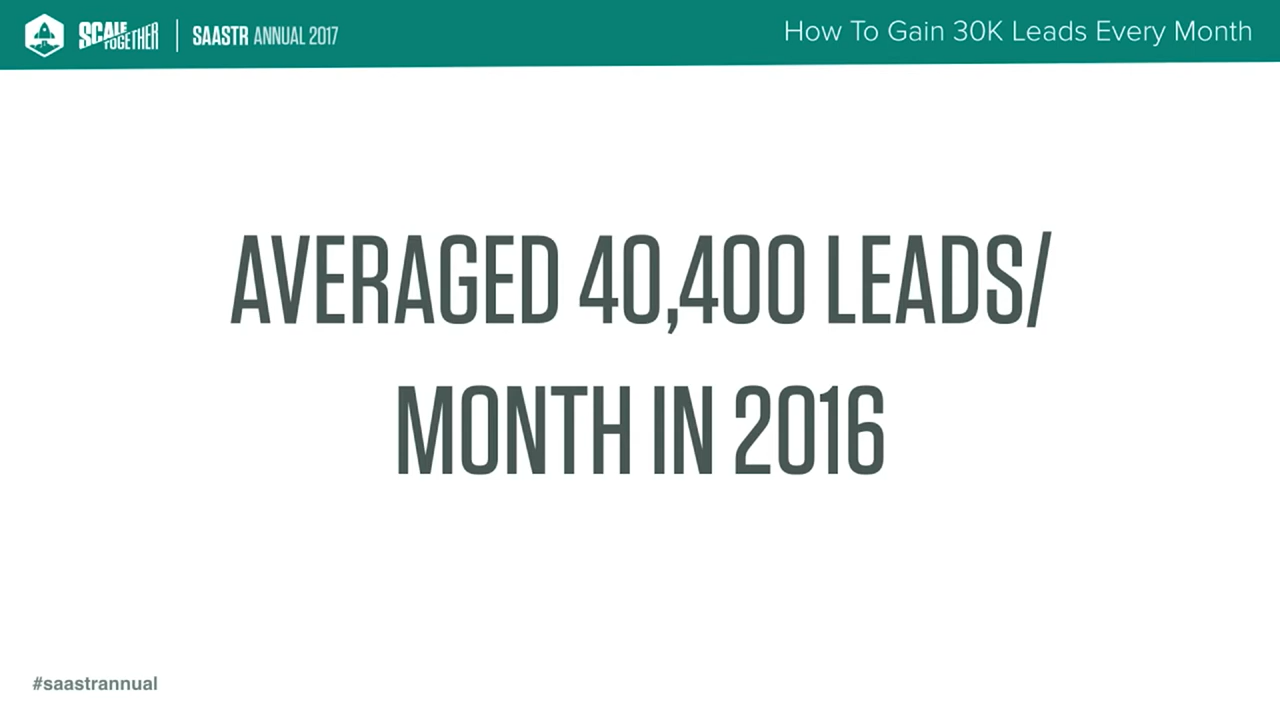 SCALE
TOGETHER
SAASTR ANNUAL 2017
How To Gain 30K Leads Every Month
AVERAGED 40,400 LEADS/
MONTH IN 2016
#saastrannual